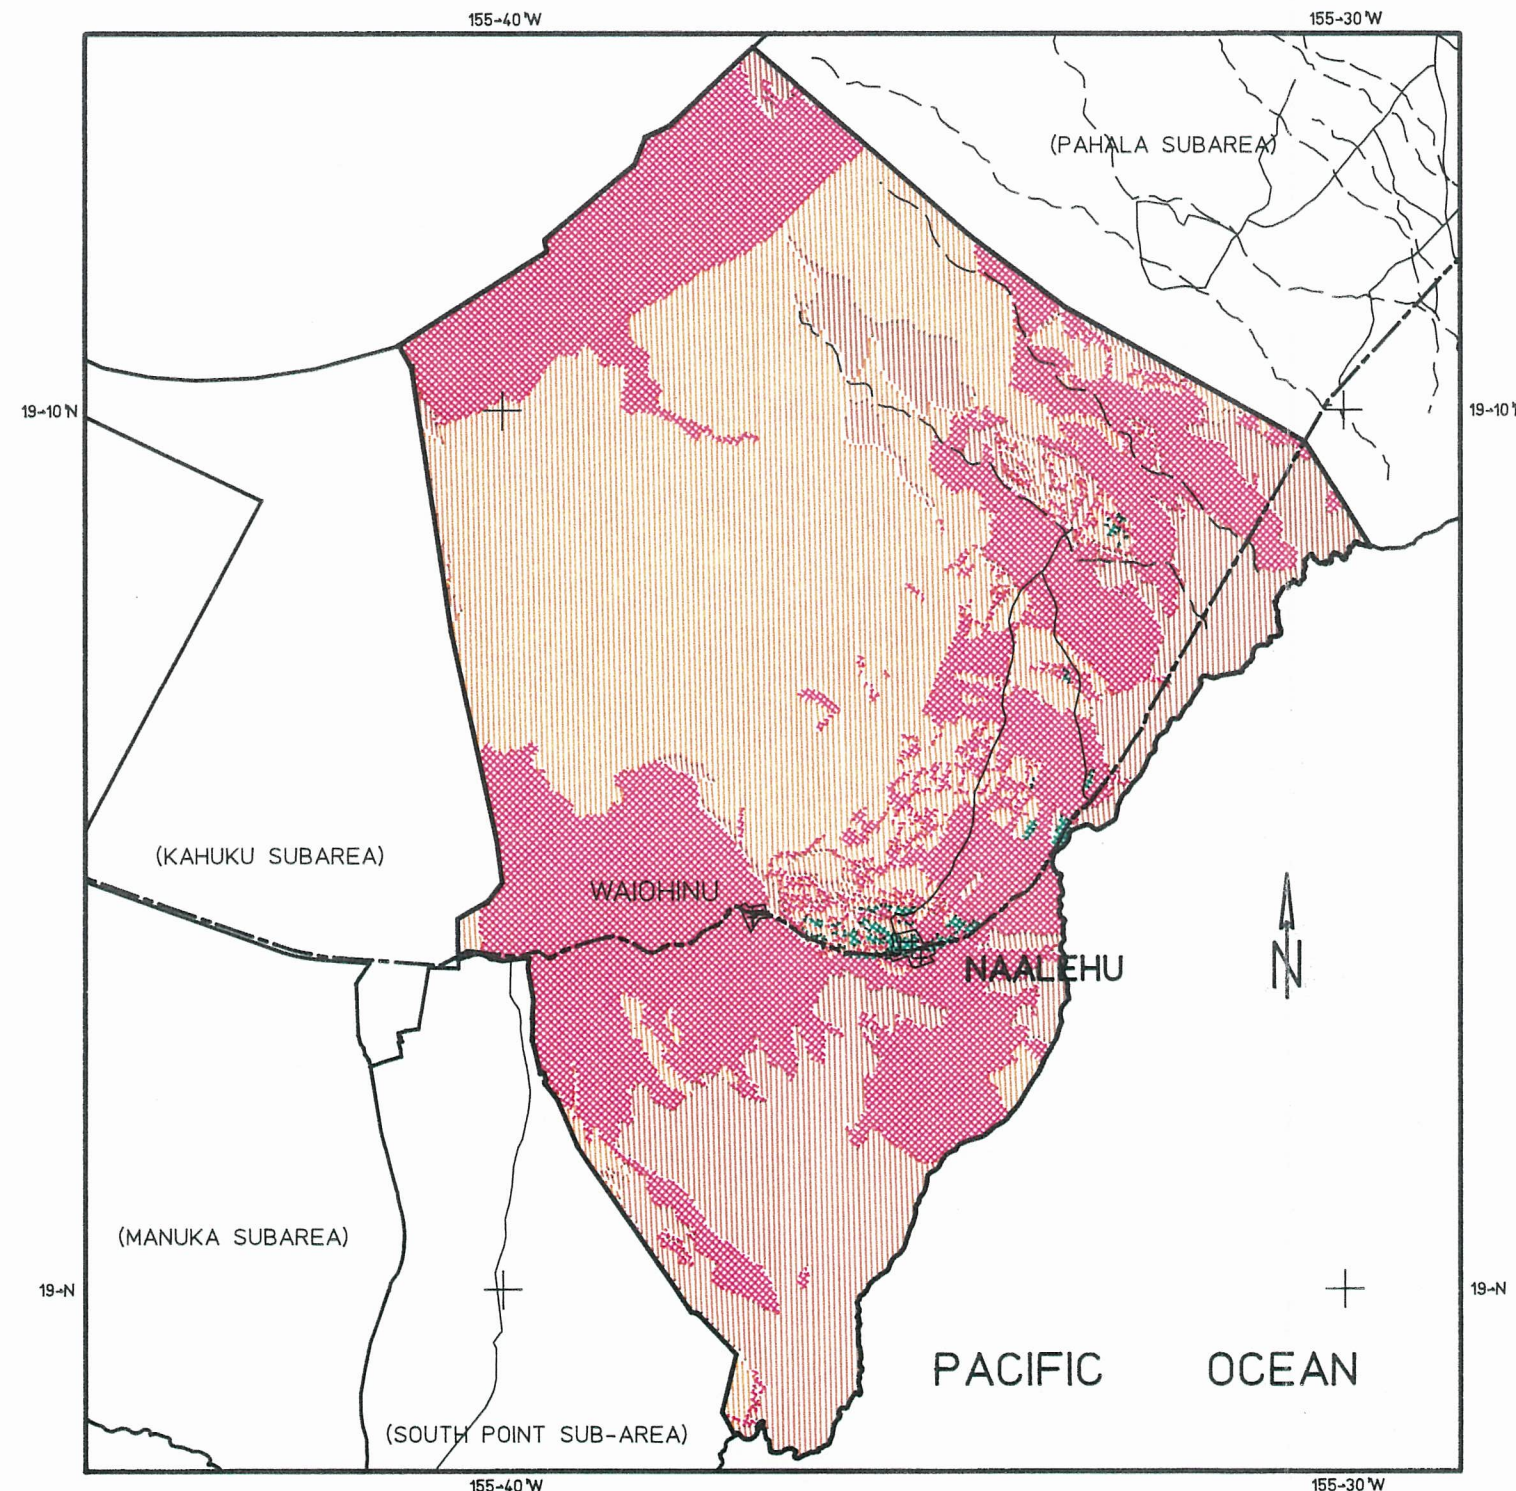 155→40'W
155→30'W
(PAHALA SUBAREA)
19→10'N
19→10'
(KAHUKU SUBAREA)
WAIOHINU
NAALEHU
N
(MANUKA SUBAREA)
19→N
19→N
PACIFIC OCEAN
(SOUTH POINT SUB-AREA)
155→40'W
155→30'W